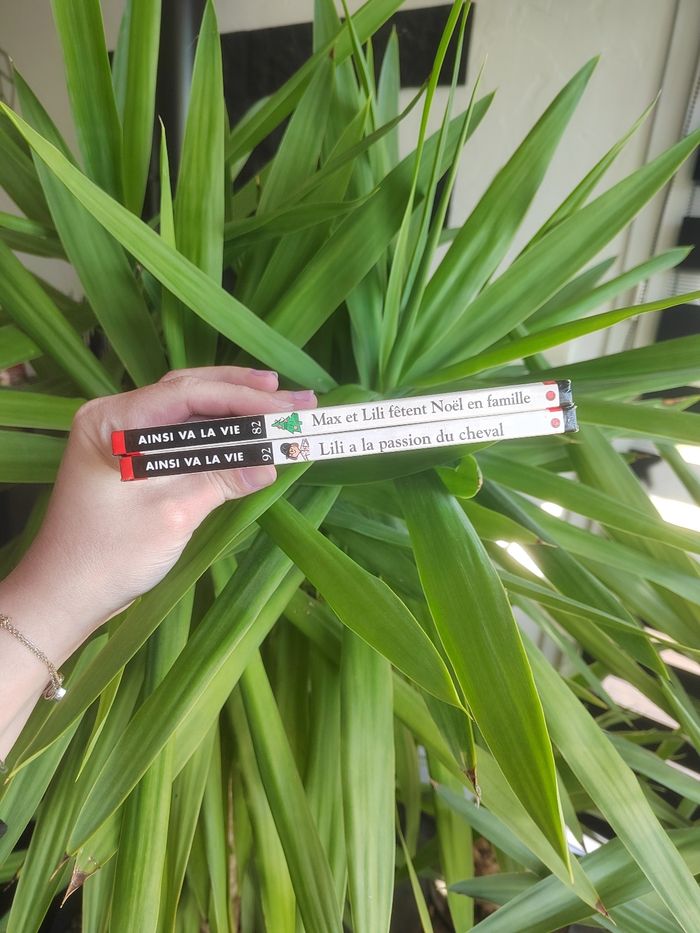 AINSI VA LA VIE 82 Max et Lili fêtent Noël en famille
AINSI VA LA VIE 92 Lili a la passion du cheval